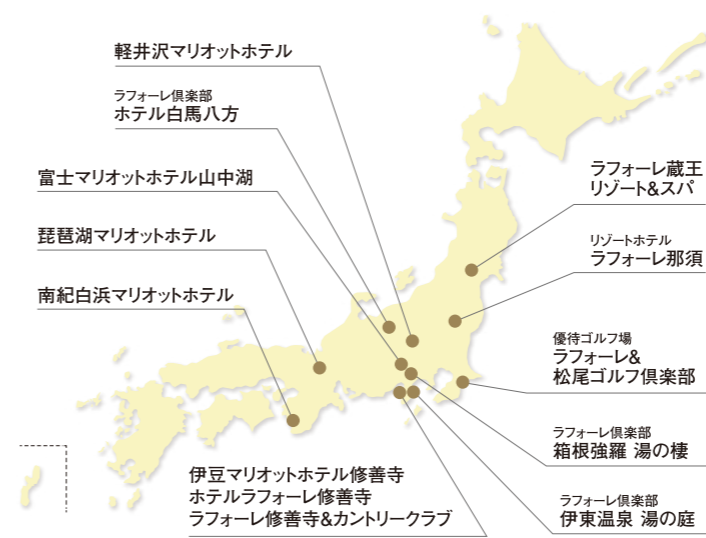 軽井沢マリオットホテル
ラフォーレ倶楽部
ホテル白馬八方
富士マリオットホテル山中湖
琵琶湖マリオットホテル
南紀白浜マリオットホテル
ラフォーレ蔵王
リゾート&スパ
リゾートホテル
ラフォーレ那須
優待ゴルフ場
ラフォーレ&
松尾ゴルフ倶楽部
ラフォーレ倶楽部
箱根強羅 湯の棲
ラフォーレ倶楽部
伊東温泉 湯の庭
伊豆マリオットホテル修善寺
ホテルラフォーレ修善寺
ラフォーレ修善寺&カントリークラブ